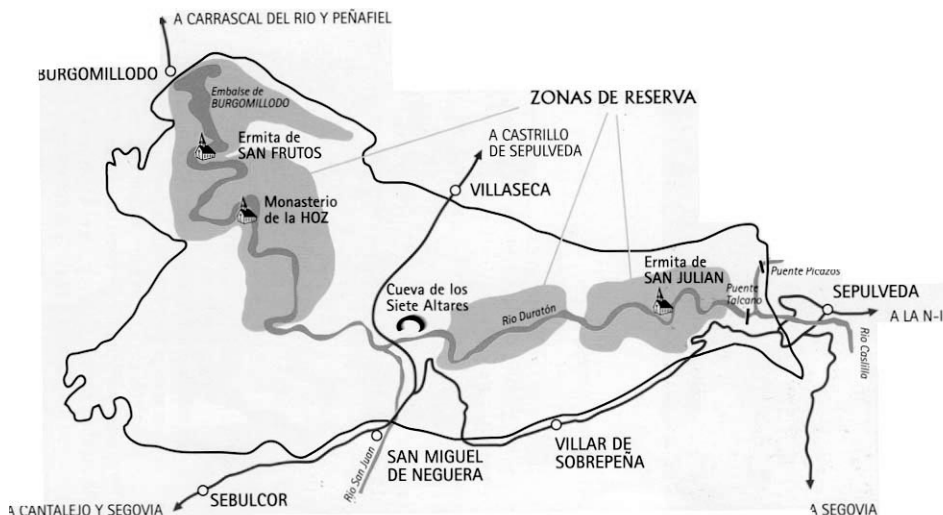 A CARRASCAL DEL RIO Y PEÑAFIEL
BURGOMILLODO
Embalse de
BURGOMILLODO
ZONAS DE RESERVA
Ermita de
SAN FRUTOS
A CASTRILLO
DE SEPULVEDA
VILLASECA
Monasterio
de la HOZ
Ermita de
SAN JULIAN
Puente Picazos
Puente
Talcano
SEPULVEDA
A LA N-I
Cueva de los
Siete Altares
Rio Duratón
Rio Caslilla
VILLAR DE
SOBREPEÑA
SAN MIGUEL
DE NEGUERA
Rio San Juan
SEBULCOR
A CANTALEJO Y SEGOVIA
A SEGOVIA